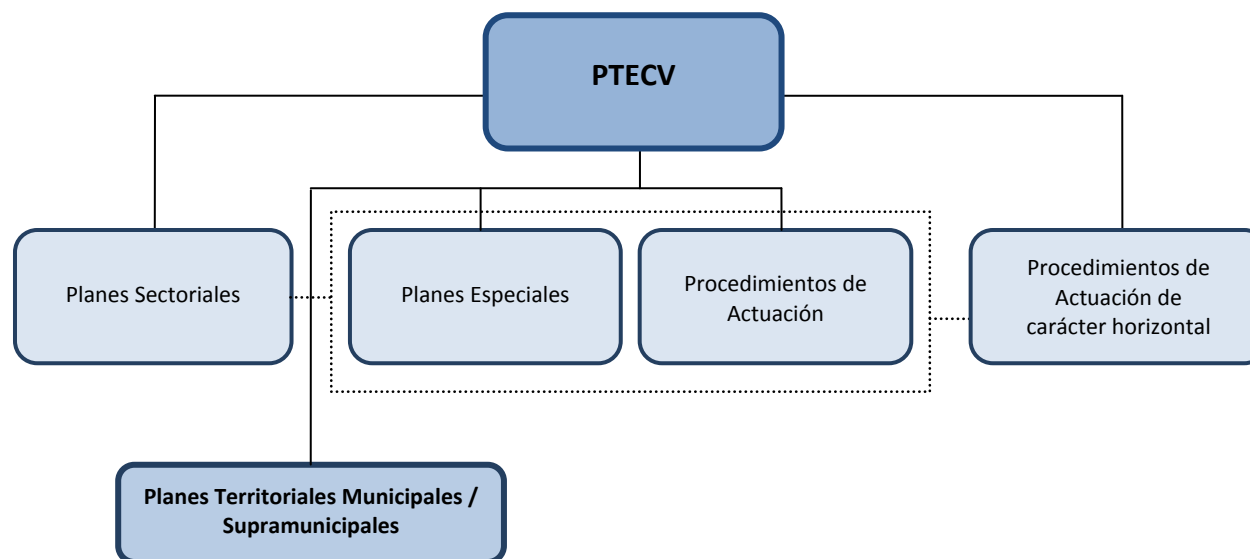 PTECV
Planes Sectoriales
Planes Especiales
Procedimientos de
Actuación
Procedimientos de
Actuación de
carácter horizontal
Planes Territoriales Municipales /
Supramunicipales